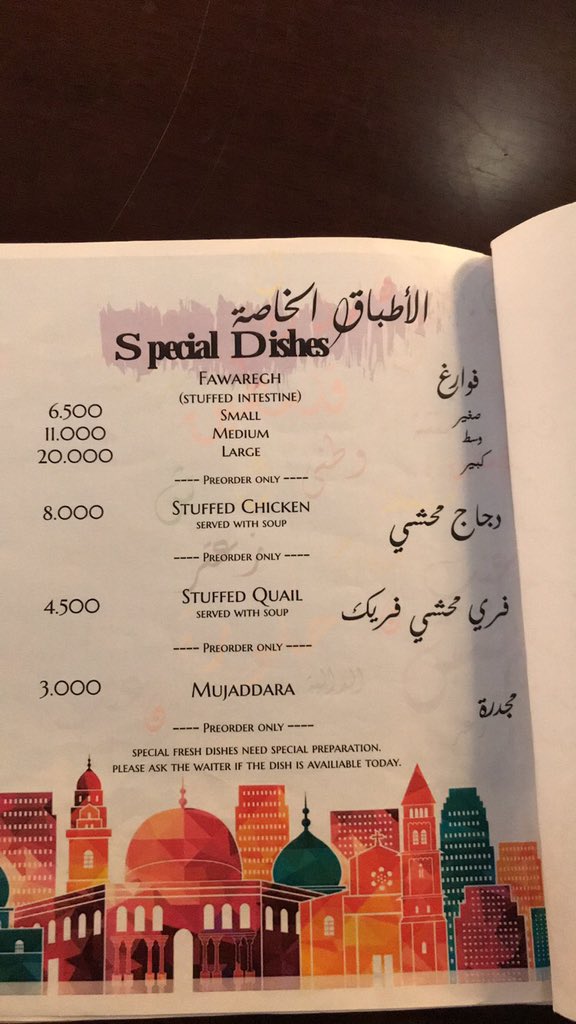 الأطباق الخاصة
Special Dishes
Fawaregh فوارغ
(stuffed intestine)
6.500 Small صغير
11.000 Medium وسط
20.000 Large كبير
---- Preorder only ----
8.000 Stuffed Chicken دجاج محشي
served with soup
---- Preorder only ----
4.500 Stuffed Quail فري محشي فريك
served with soup
---- Preorder only ----
3.000 Mujaddara مجدرة
---- Preorder only ----
special fresh dishes need special preparation.
please ask the waiter if the dish is availiable today.